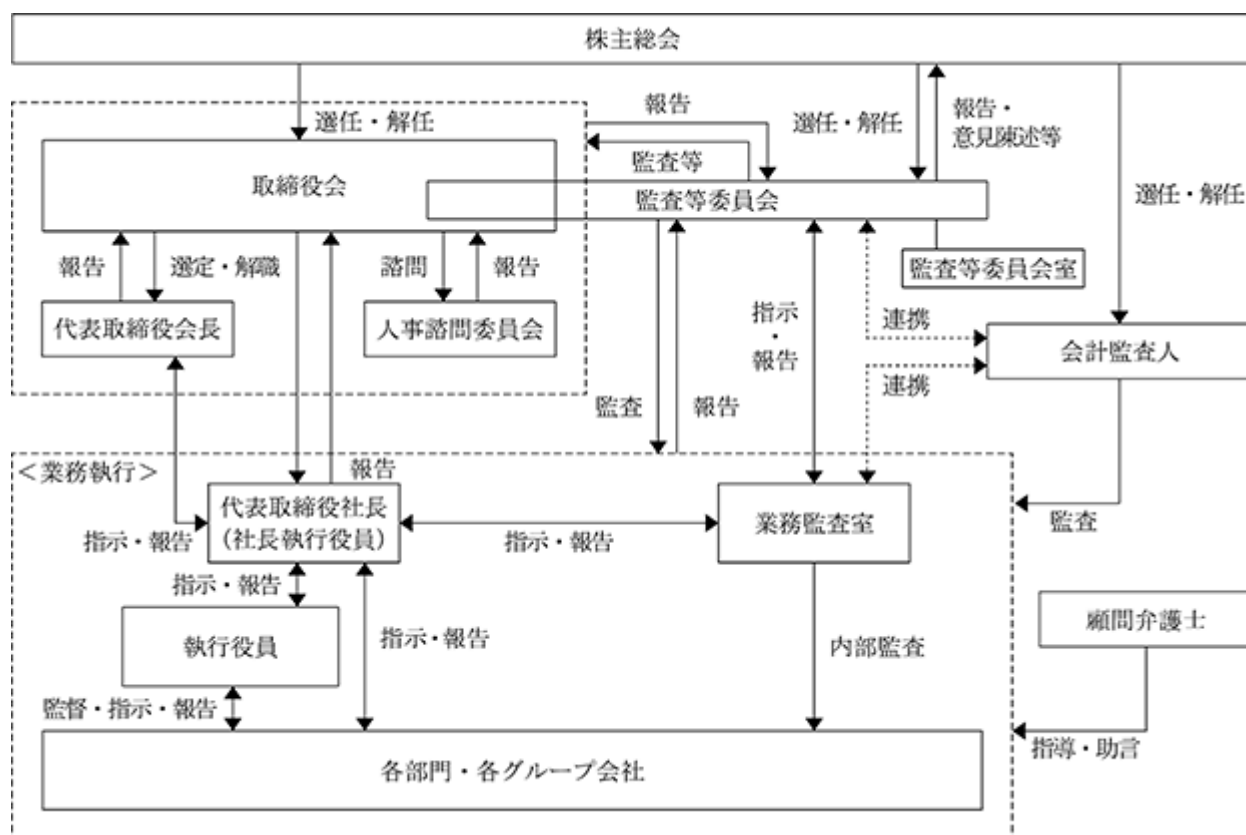 株主総会
選任・解任
報告
監査等
選任・解任
報告・
意見陳述等
選任・解任
取締役会
監査等委員会
監査等委員会室
報告
選定・解職
諮問
報告
代表取締役会長
人事諮問委員会
指示
・
報告
連携
会計監査人
連携
監査
報告
＜業務執行＞
報告
代表取締役社長
（社長執行役員）
業務監査室
監査
指示・報告
指示・報告
指示・報告
執行役員
指示・報告
内部監査
顧問弁護士
監督・指示・報告
指導・助言
各部門・各グループ会社